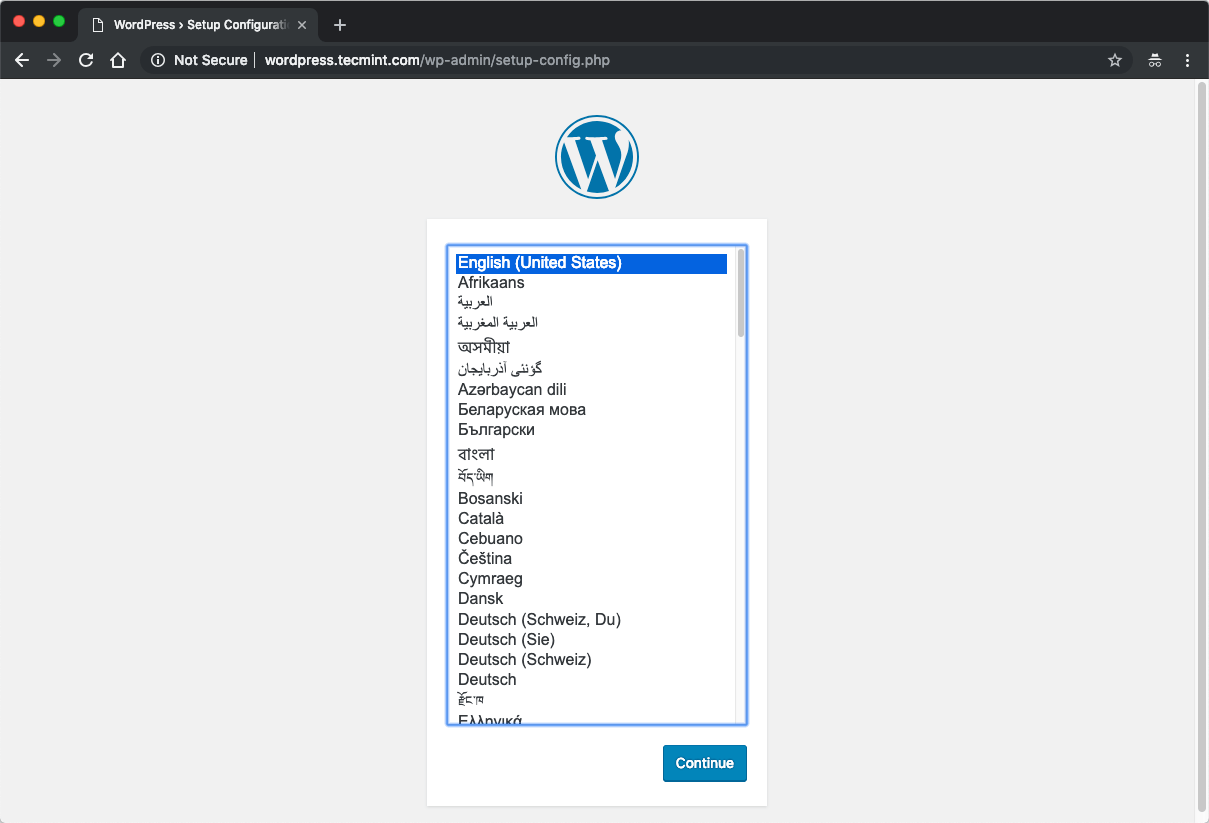 WordPress › Setup Configurati
Not Secure | wordpress.tecmint.com/wp-admin/setup-config.php
English (United States)
Afrikaans
العربية
العربية المغربية
অসমীয়া
گؤنئی آذربایجان
Azərbaycan dili
Беларуская мова
Български
বাংলা
བོད་ཡིག
Bosanski
Català
Cebuano
Čeština
Cymraeg
Dansk
Deutsch (Schweiz, Du)
Deutsch (Sie)
Deutsch (Schweiz)
Deutsch
རྫོང་ཁ
Ελληνικά
Continue